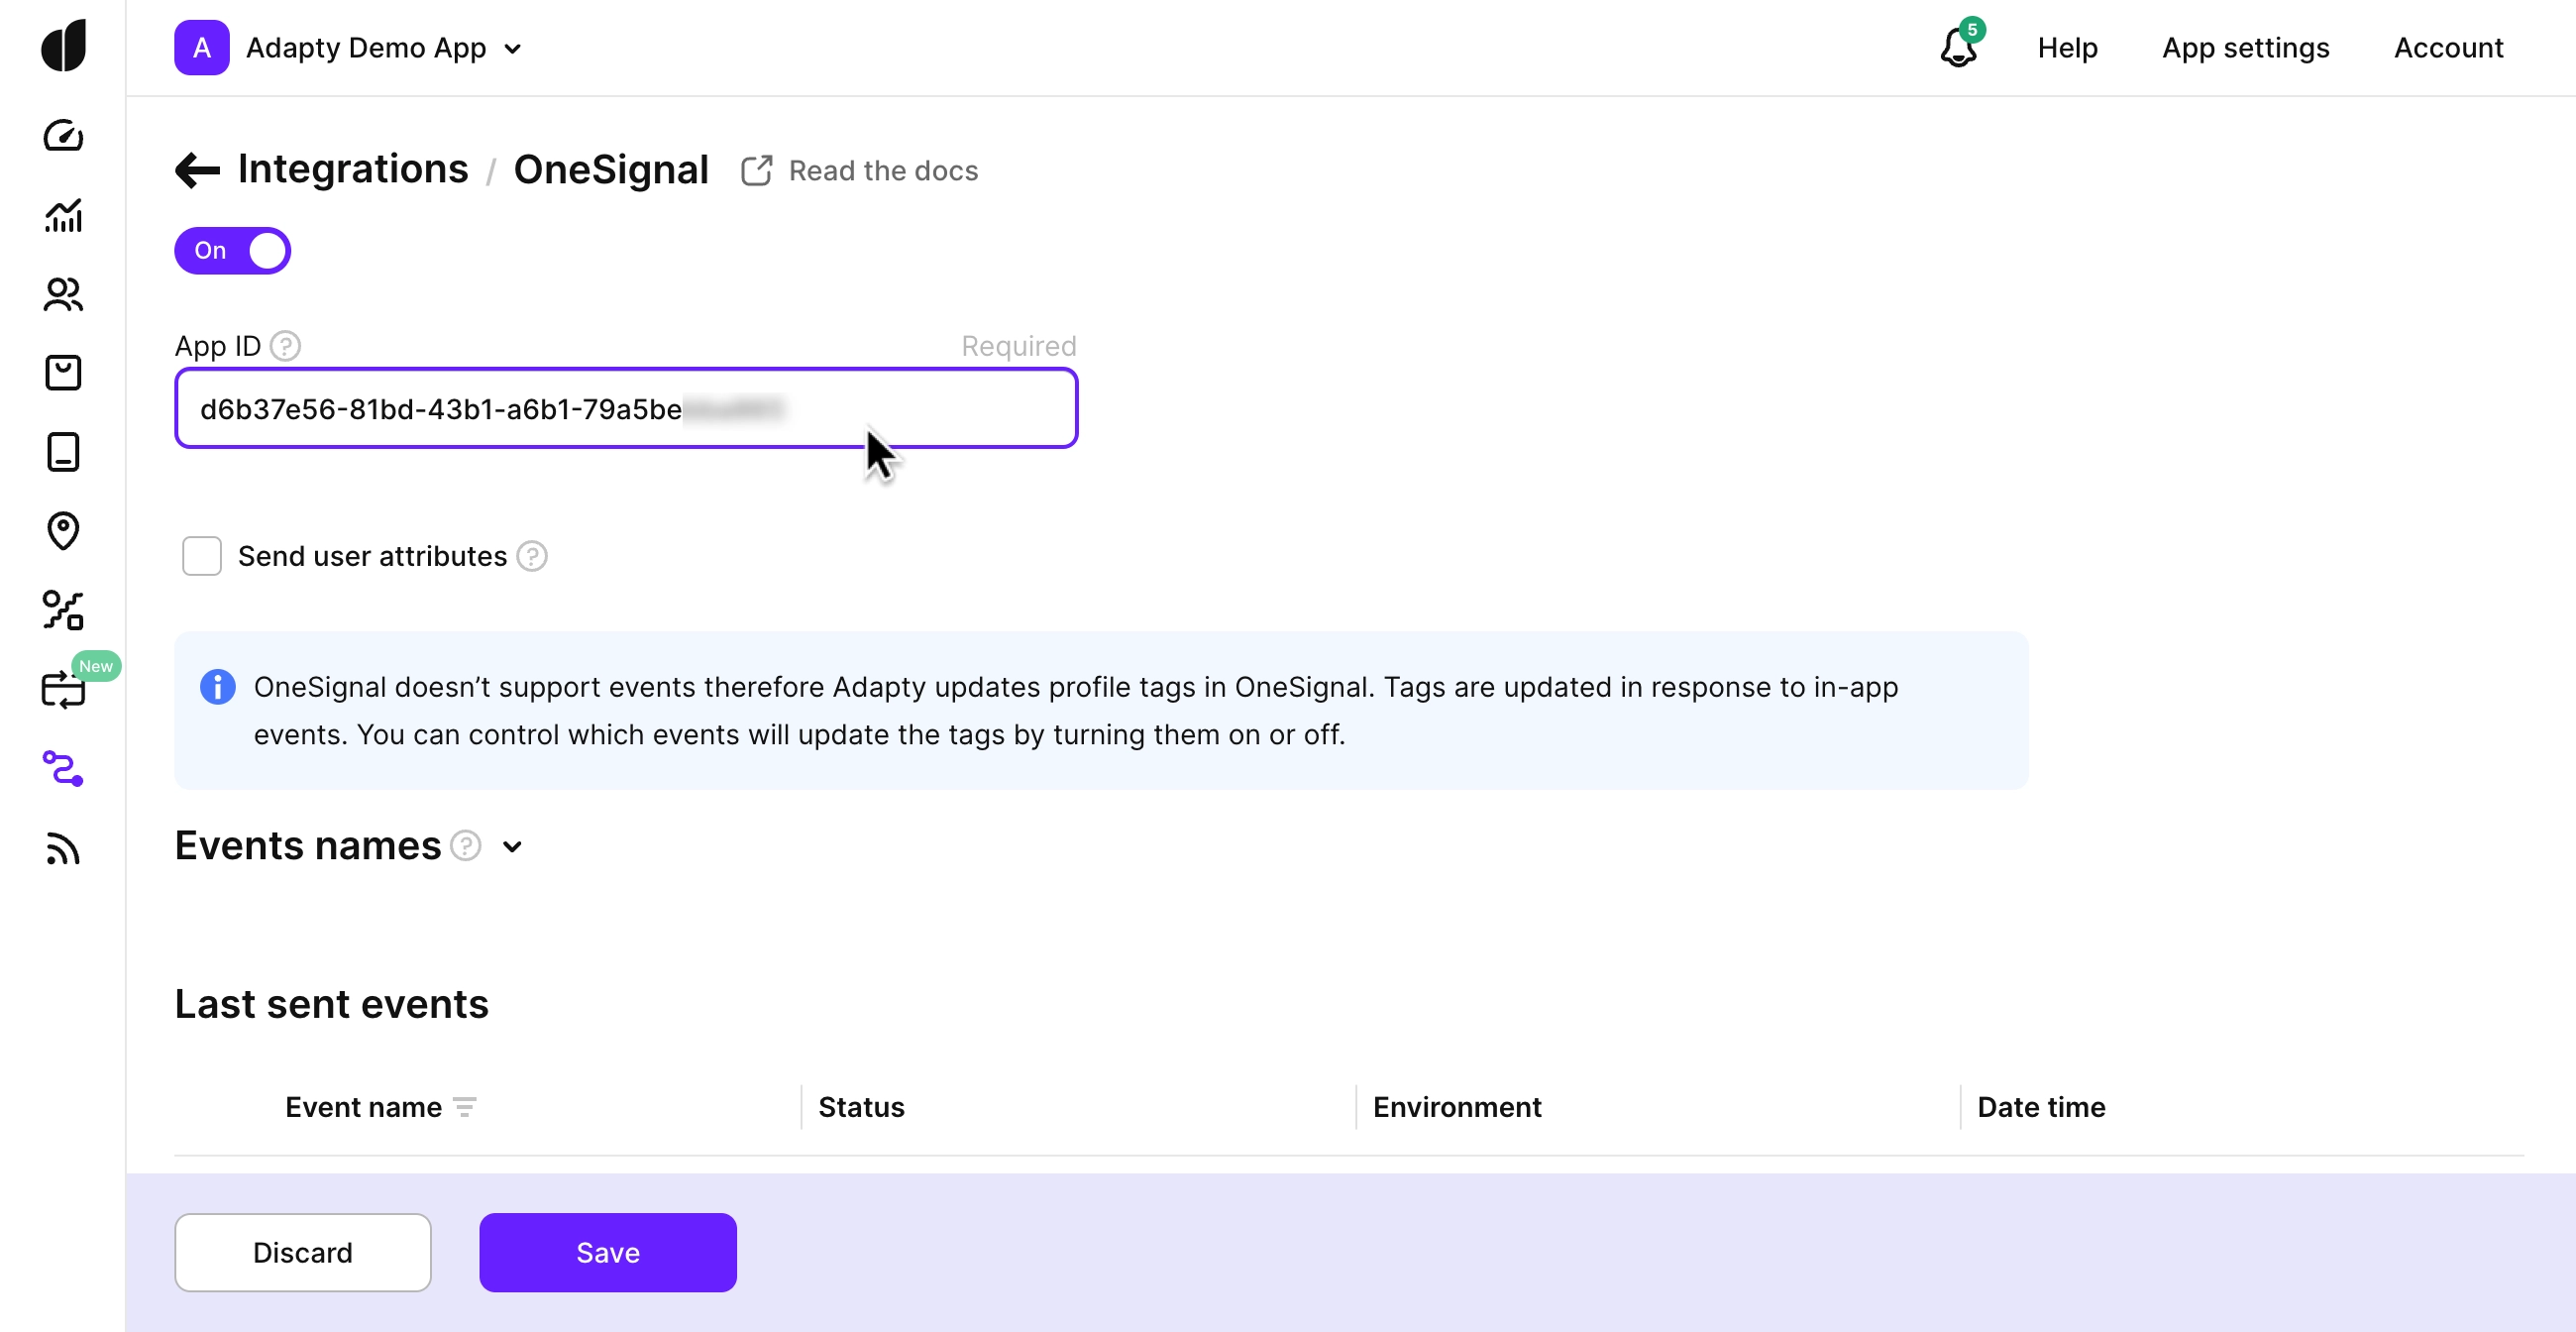 A Adapty Demo App
5
Help App settings Account
Integrations / OneSignal Read the docs
On
App ID ? Required
d6b37e56-81bd-43b1-a6b1-79a5be
Send user attributes ?
New
OneSignal doesn’t support events therefore Adapty updates profile tags in OneSignal. Tags are updated in response to in-app
events. You can control which events will update the tags by turning them on or off.
Events names ?
Last sent events
Event name Status Environment Date time
Discard Save